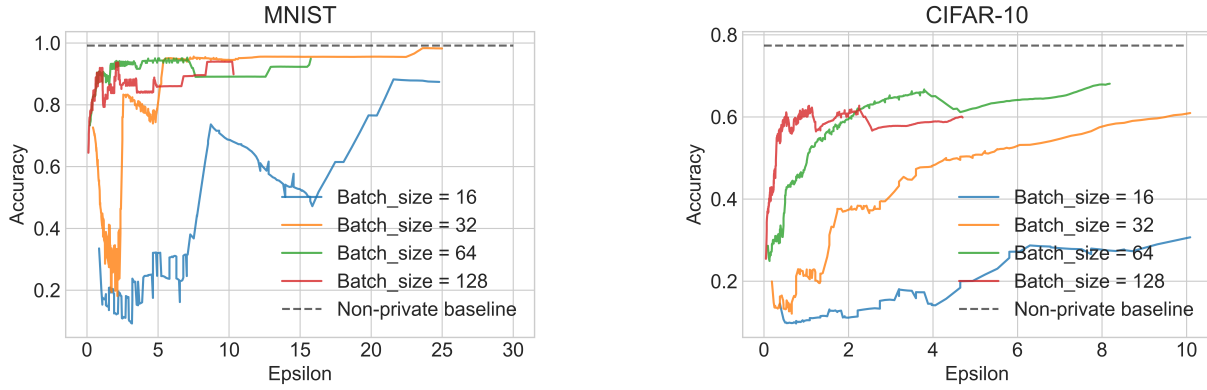 MNIST
1.0
0.8
0.6
0.4
0.2
Accuracy
0
5
10
15
20
25
30
Epsilon
Batch_size = 16
Batch_size = 32
Batch_size = 64
Batch_size = 128
Non-private baseline
CIFAR-10
0.8
0.6
0.4
0.2
Accuracy
0
2
4
6
8
10
Epsilon
Batch_size = 16
Batch_size = 32
Batch_size = 64
Batch_size = 128
Non-private baseline